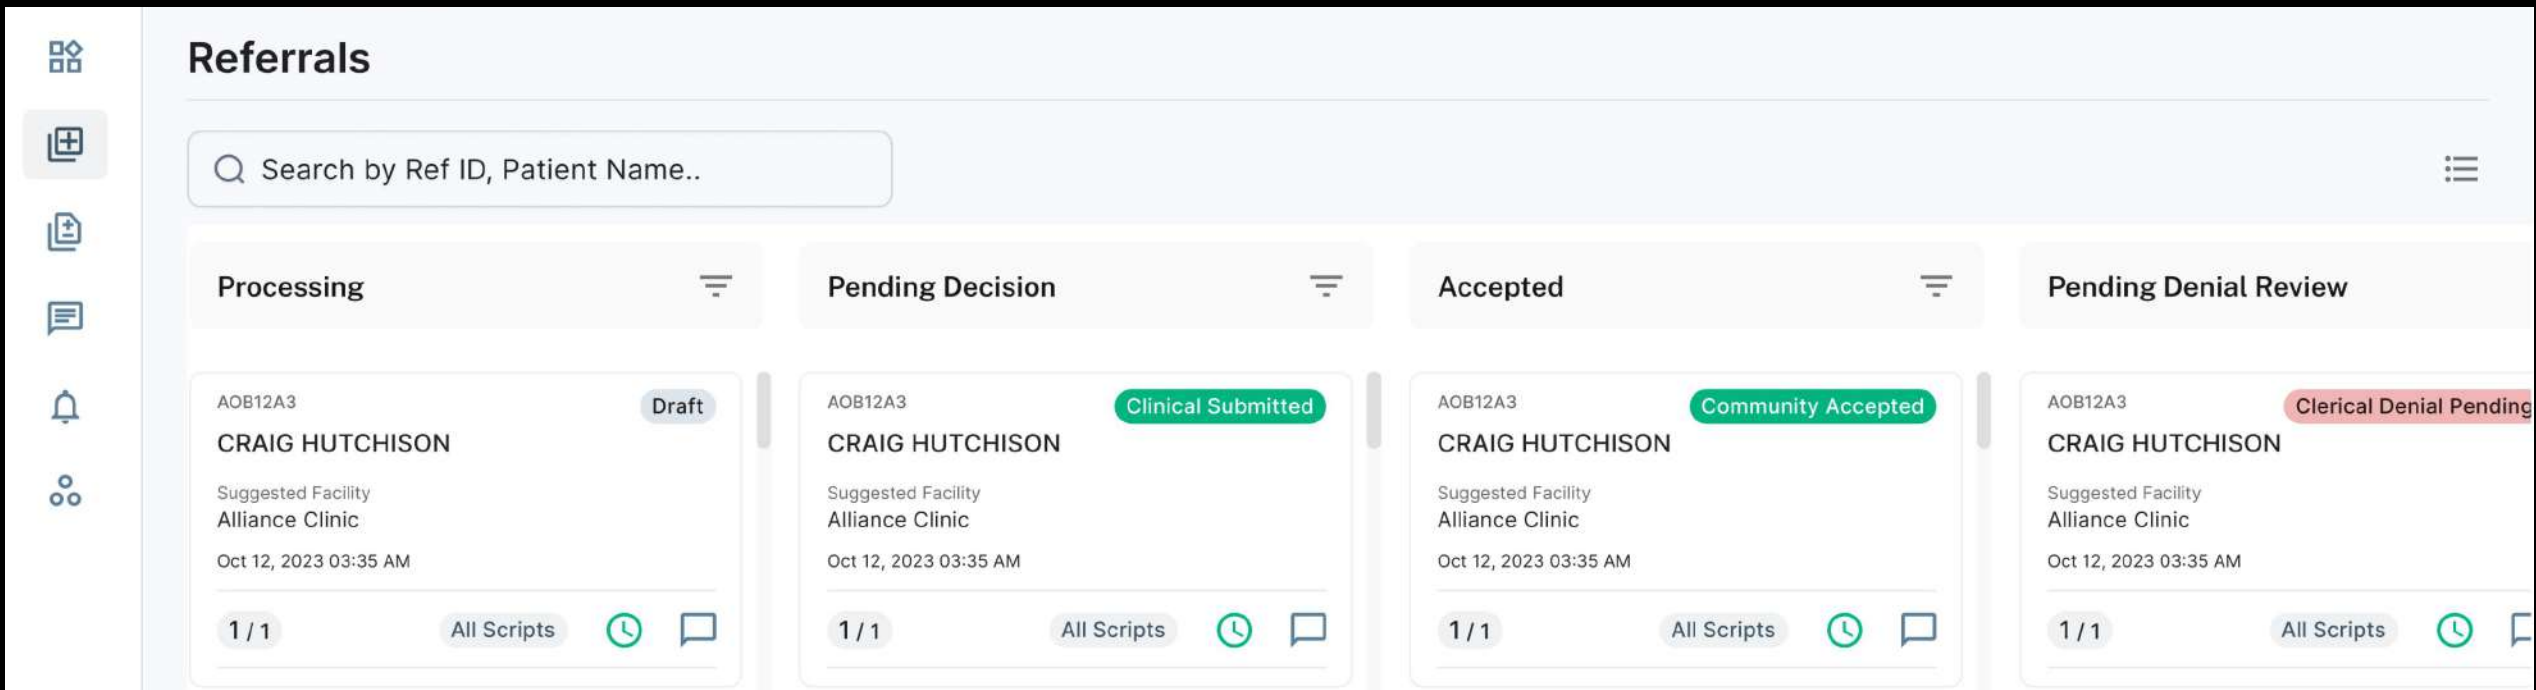 Referrals
Search by Ref ID, Patient Name..
Processing
AOB12A3
Draft
CRAIG HUTCHISON
Suggested Facility
Alliance Clinic
Oct 12, 2023 03:35 AM
1 / 1
All Scripts
Pending Decision
AOB12A3
Clinical Submitted
CRAIG HUTCHISON
Suggested Facility
Alliance Clinic
Oct 12, 2023 03:35 AM
1 / 1
All Scripts
Accepted
AOB12A3
Community Accepted
CRAIG HUTCHISON
Suggested Facility
Alliance Clinic
Oct 12, 2023 03:35 AM
1 / 1
All Scripts
Pending Denial Review
AOB12A3
Clerical Denial Pending
CRAIG HUTCHISON
Suggested Facility
Alliance Clinic
Oct 12, 2023 03:35 AM
1 / 1
All Scripts